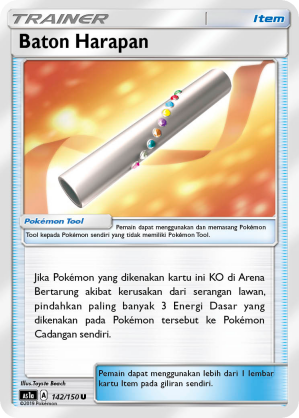 TRAINER Item
Baton Harapan
Pokémon Tool
Pemain dapat menggunakan dan memasang Pokémon
Tool kepada Pokémon sendiri yang tidak memiliki Pokémon Tool.
Jika Pokémon yang dikenakan kartu ini KO di Arena
Bertarung akibat kerusakan dari serangan lawan,
pindahkan paling banyak 3 Energi Dasar yang
dikenakan pada Pokémon tersebut ke Pokémon
Cadangan sendiri.
Pemain dapat menggunakan lebih dari 1 lembar
kartu Item pada giliran sendiri.
Illus. Toyste Beach
AS1a A 142/150 U
©2019 Pokémon